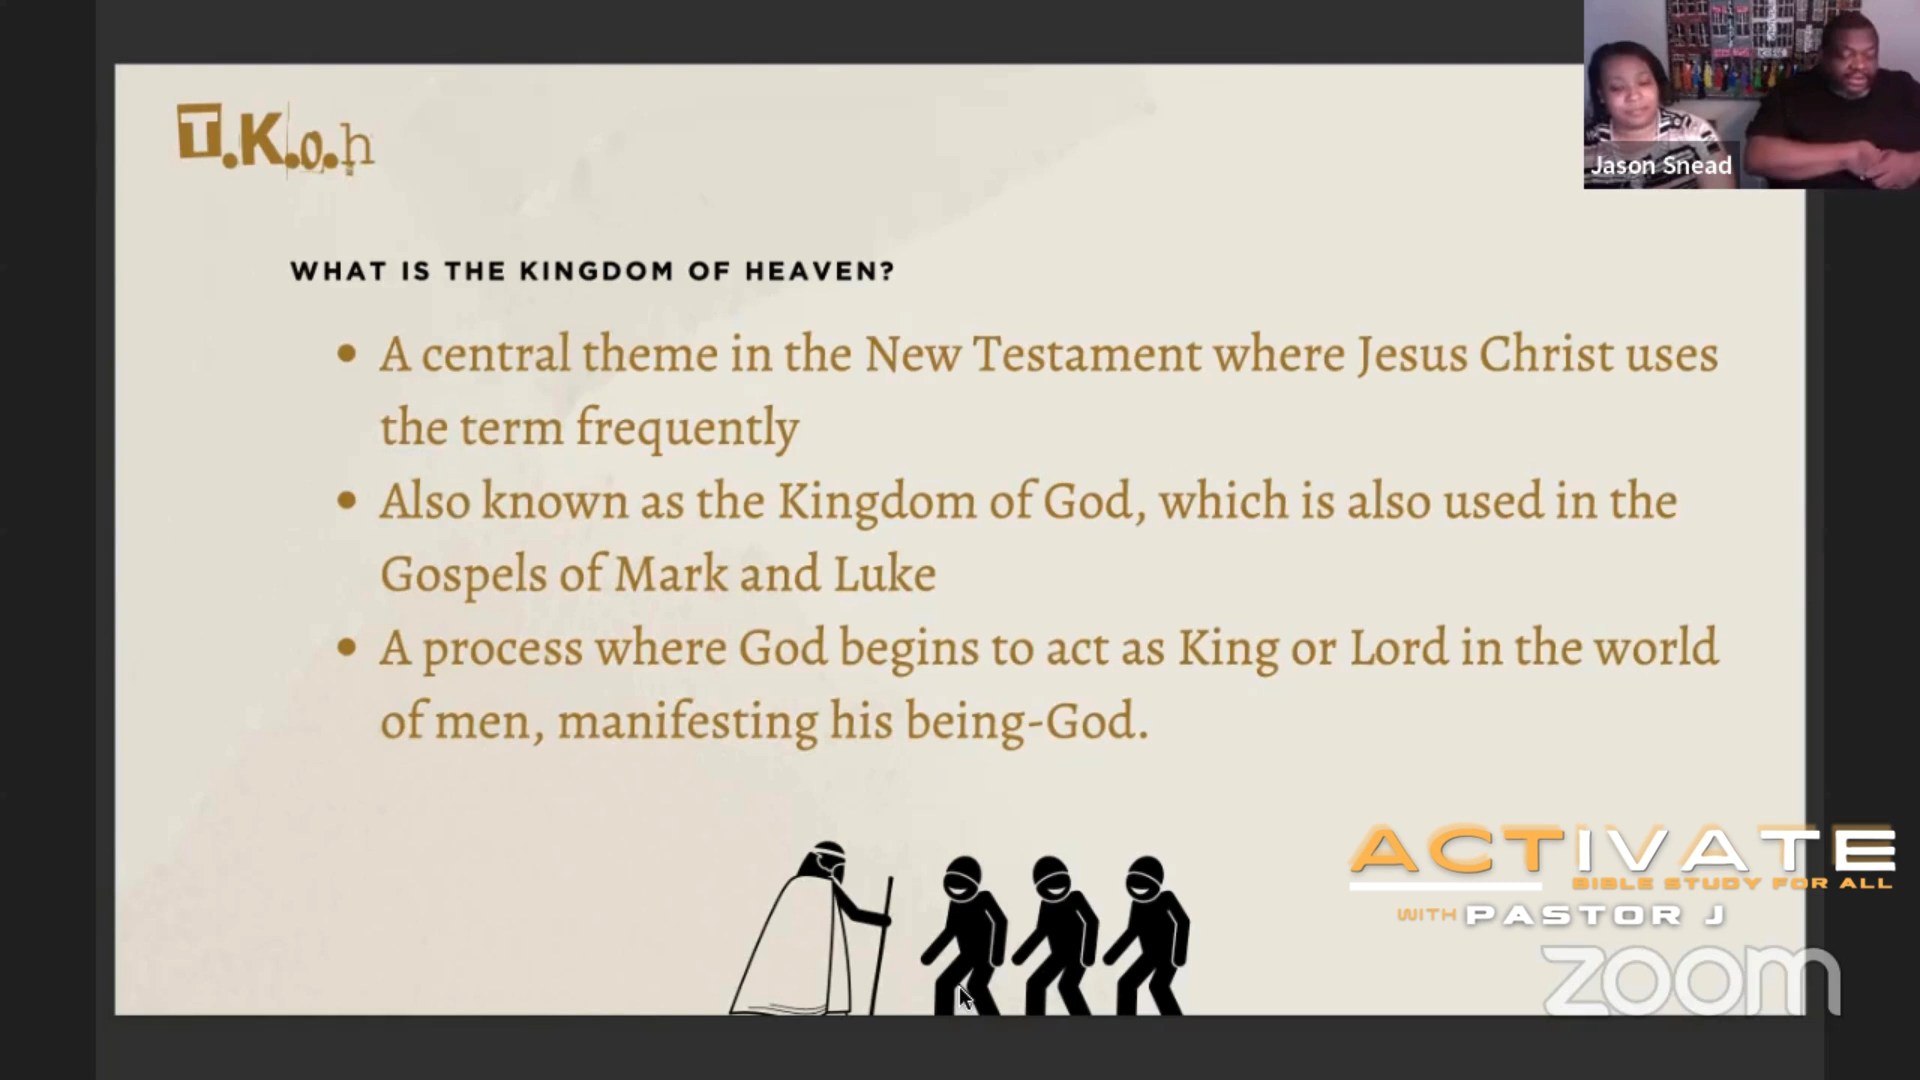 T.K.o.h
Jason Snead
WHAT IS THE KINGDOM OF HEAVEN?
• A central theme in the New Testament where Jesus Christ uses
the term frequently
• Also known as the Kingdom of God, which is also used in the
Gospels of Mark and Luke
• A process where God begins to act as King or Lord in the world
of men, manifesting his being-God.
ACTIVATE
BIBLE STUDY FOR ALL
WITH PASTOR J
zoom